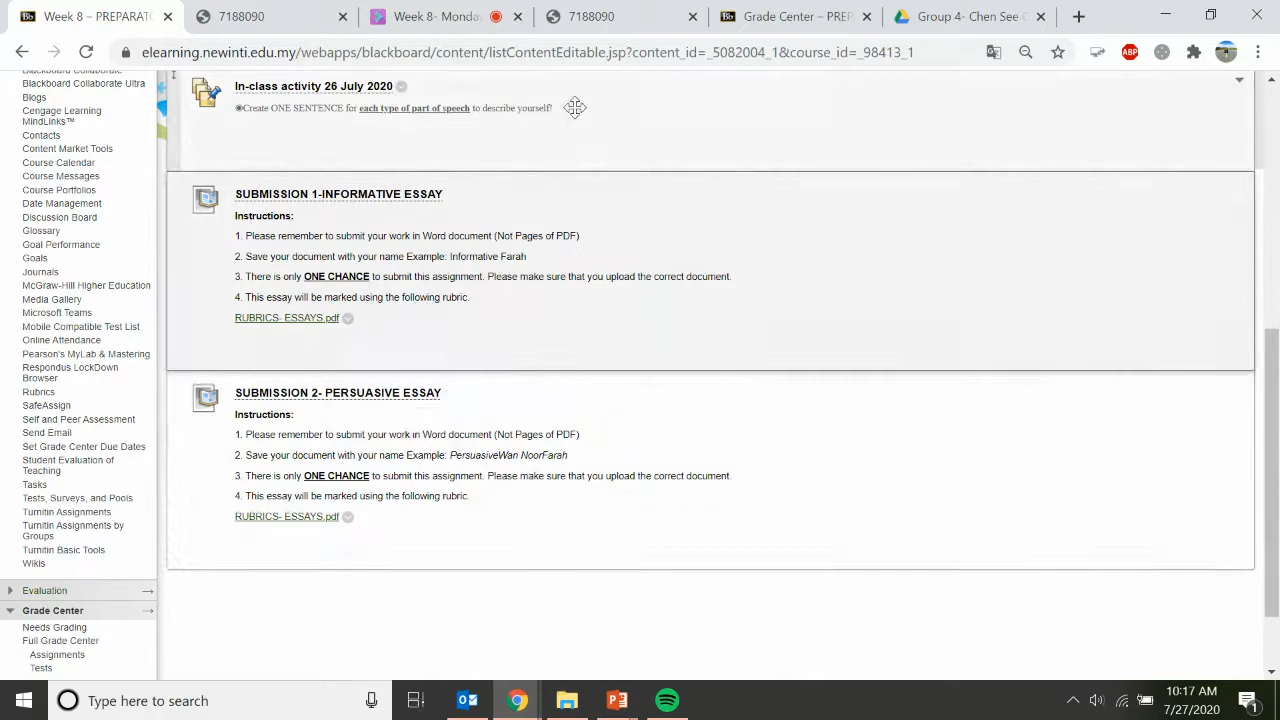 Week 8 – PREPARATO
7188090
Week 8- Monda
7188090
Grade Center – PREP
Group 4- Chen See C
elearning.newinti.edu.my/webapps/blackboard/content/listContentEditable.jsp?content_id=_5082004_1&course_id=_98413_1
ABP
Blackboard Collaborate
Blackboard Collaborate Ultra
Blogs
Cengage Learning
MindLinks™
Contacts
Content Market Tools
Course Calendar
Course Messages
Course Portfolios
Date Management
Discussion Board
Glossary
Goal Performance
Goals
Journals
McGraw-Hill Higher Education
Media Gallery
Microsoft Teams
Mobile Compatible Test List
Online Attendance
Pearson's MyLab & Mastering
Respondus LockDown
Browser
Rubrics
SafeAssign
Self and Peer Assessment
Send Email
Set Grade Center Due Dates
Student Evaluation of
Teaching
Tasks
Tests, Surveys, and Pools
Turnitin Assignments
Turnitin Assignments by
Groups
Turnitin Basic Tools
Wikis
Evaluation
Grade Center
Needs Grading
Full Grade Center
Assignments
Tests
In-class activity 26 July 2020
◉Create ONE SENTENCE for each type of part of speech to describe yourself!
SUBMISSION 1-INFORMATIVE ESSAY
Instructions:
1. Please remember to submit your work in Word document (Not Pages of PDF)
2. Save your document with your name Example: Informative Farah
3. There is only ONE CHANCE to submit this assignment. Please make sure that you upload the correct document.
4. This essay will be marked using the following rubric.
RUBRICS- ESSAYS.pdf
SUBMISSION 2- PERSUASIVE ESSAY
Instructions:
1. Please remember to submit your work in Word document (Not Pages of PDF)
2. Save your document with your name Example: PersuasiveWan NoorFarah
3. There is only ONE CHANCE to submit this assignment. Please make sure that you upload the correct document.
4. This essay will be marked using the following rubric.
RUBRICS- ESSAYS.pdf
Type here to search
10:17 AM
7/27/2020
1